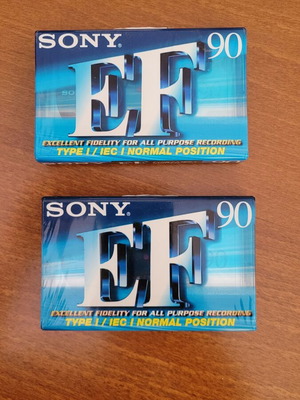 SONY
EF 90
EXCELLENT FIDELITY FOR ALL PURPOSE RECORDING
TYPE I / IEC I NORMAL POSITION
SONY
EF 90
EXCELLENT FIDELITY FOR ALL PURPOSE RECORDING
TYPE I / IEC I NORMAL POSITION